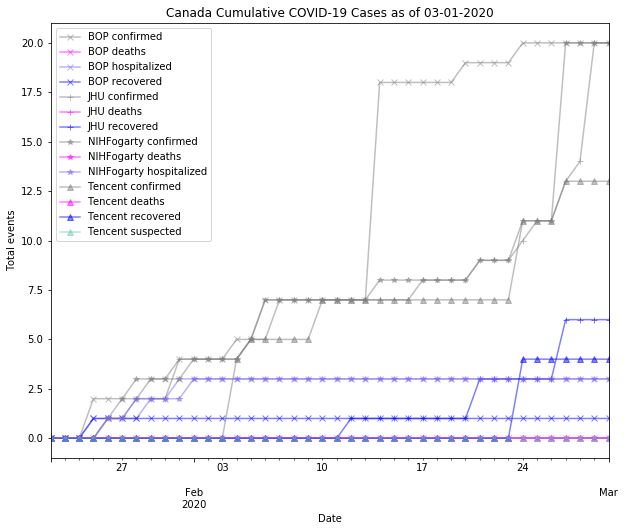 Canada Cumulative COVID-19 Cases as of 03-01-2020
20.0
17.5
15.0
12.5
10.0
7.5
5.0
2.5
0.0
Total events
BOP confirmed
BOP deaths
BOP hospitalized
BOP recovered
JHU confirmed
JHU deaths
JHU recovered
NIHFogarty confirmed
NIHFogarty deaths
NIHFogarty hospitalized
Tencent confirmed
Tencent deaths
Tencent recovered
Tencent suspected
27 03 10 17 24
Feb Mar
2020
Date